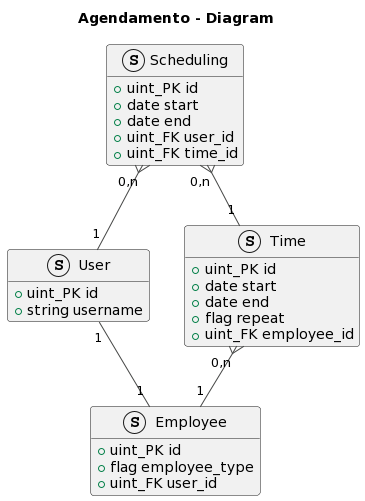 Agendamento - Diagram
S Scheduling
uint_PK id
date start
date end
uint_FK user_id
uint_FK time_id
0,n 0,n
1 1
S User
uint_PK id
string username
S Time
uint_PK id
date start
date end
flag repeat
uint_FK employee_id
1 0,n
1 1
S Employee
uint_PK id
flag employee_type
uint_FK user_id